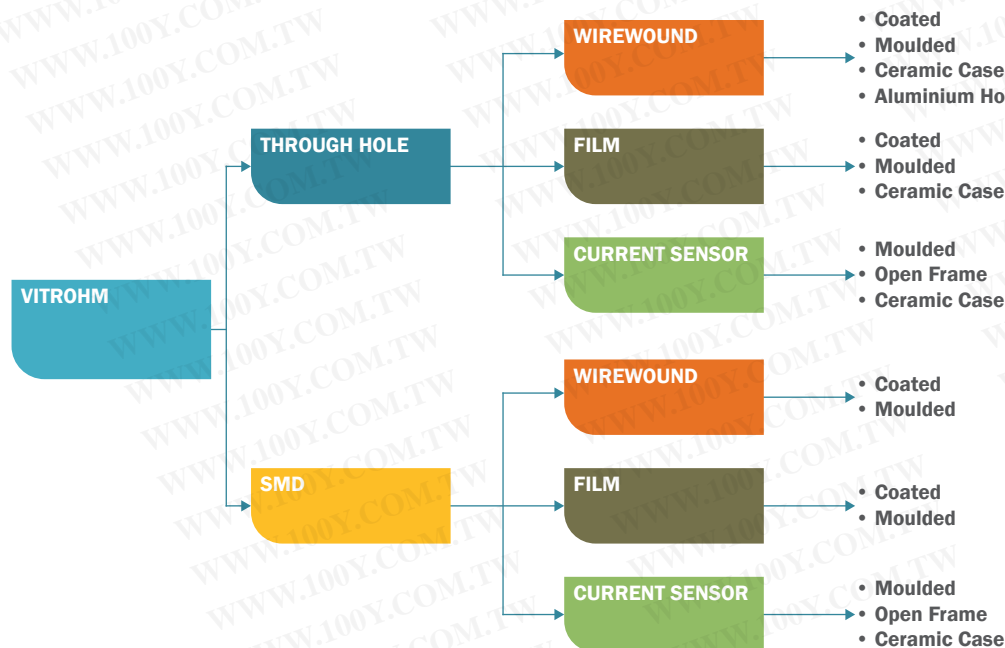 VITROHM
THROUGH HOLE
WIREWOUND
• Coated
• Moulded
• Ceramic Case
• Aluminium Ho
FILM
• Coated
• Moulded
• Ceramic Case
CURRENT SENSOR
• Moulded
• Open Frame
• Ceramic Case
SMD
WIREWOUND
• Coated
• Moulded
FILM
• Coated
• Moulded
CURRENT SENSOR
• Moulded
• Open Frame
• Ceramic Case
WWW.100Y.COM.TW